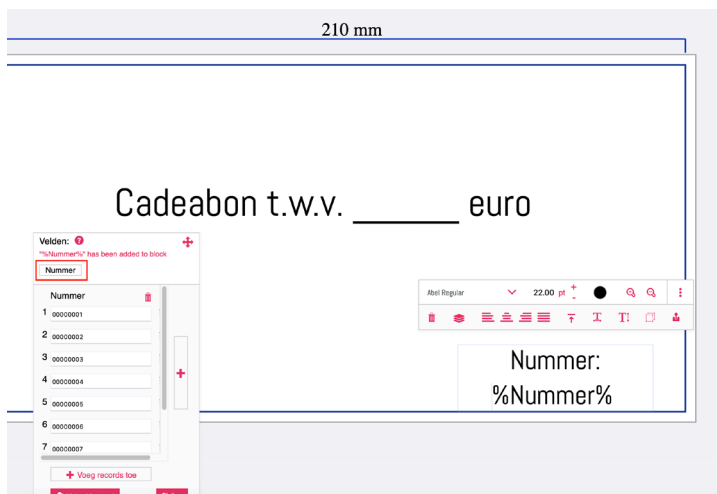 210 mm
Cadeabon t.w.v. ______ euro
Velden: ?
"%Nummer%" has been added to block
Nummer
Nummer
1 00000001
2 00000002
3 00000003
4 00000004
5 00000005
6 00000006
7 00000007
+ Voeg records toe
Abel Regular 22.00 pt + -
Nummer:
%Nummer%